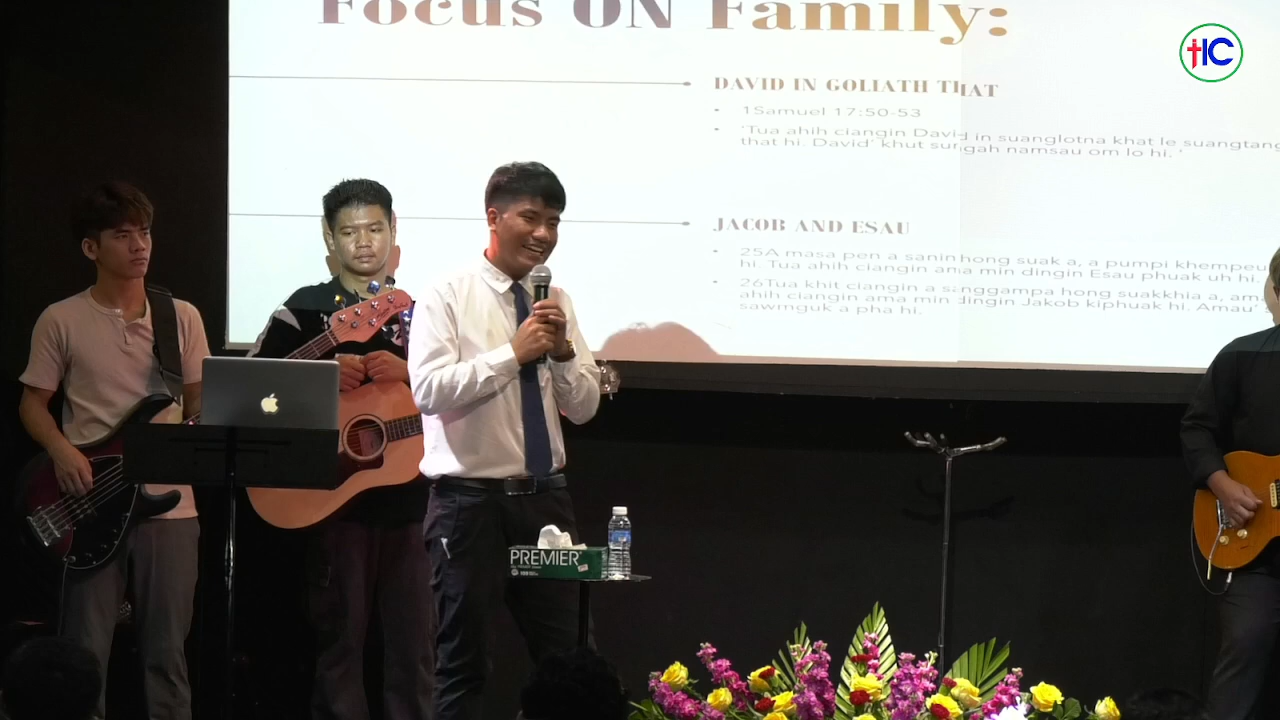 Focus ON Family:
HC
DAVID IN GOLIATH THAT
• 1Samuel 17:50-53
• 'Tua ahih ciangin David in suanglotna khat le suangtang
that hi. David' khut sungah namsau om lo hi. '
JACOB AND ESAU
• 25A masa pen a sanin hong suak a, a pumpi khempeu
hi. Tua ahih ciangin ama min dingin Esau phuak uh hi.
• 26Tua khit ciangin a sanggampa hong suakkhia a, am
ahih ciangin ama min dingin Jakob kiphuak hi. Amau'
sawmguk a pha hi.
PREMIER